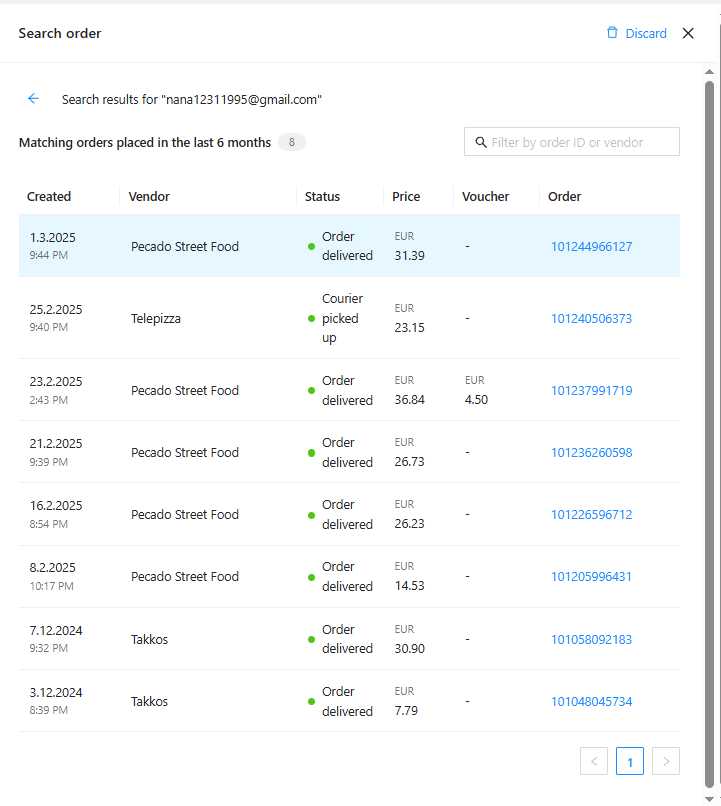 Search order
Discard
Search results for "nana12311995@gmail.com"
Matching orders placed in the last 6 months 8
Filter by order ID or vendor
Created Vendor Status Price Voucher Order
1.3.2025
9:44 PM
Pecado Street Food
Order
delivered
EUR
31.39
-
101244966127
25.2.2025
9:40 PM
Telepizza
Courier
picked
up
EUR
23.15
-
101240506373
23.2.2025
2:43 PM
Pecado Street Food
Order
delivered
EUR
36.84
EUR
4.50
101237991719
21.2.2025
9:39 PM
Pecado Street Food
Order
delivered
EUR
26.73
-
101236260598
16.2.2025
8:54 PM
Pecado Street Food
Order
delivered
EUR
26.23
-
101226596712
8.2.2025
10:17 PM
Pecado Street Food
Order
delivered
EUR
14.53
-
101205996431
7.12.2024
9:32 PM
Takkos
Order
delivered
EUR
30.90
-
101058092183
3.12.2024
8:39 PM
Takkos
Order
delivered
EUR
7.79
-
101048045734
< 1 >